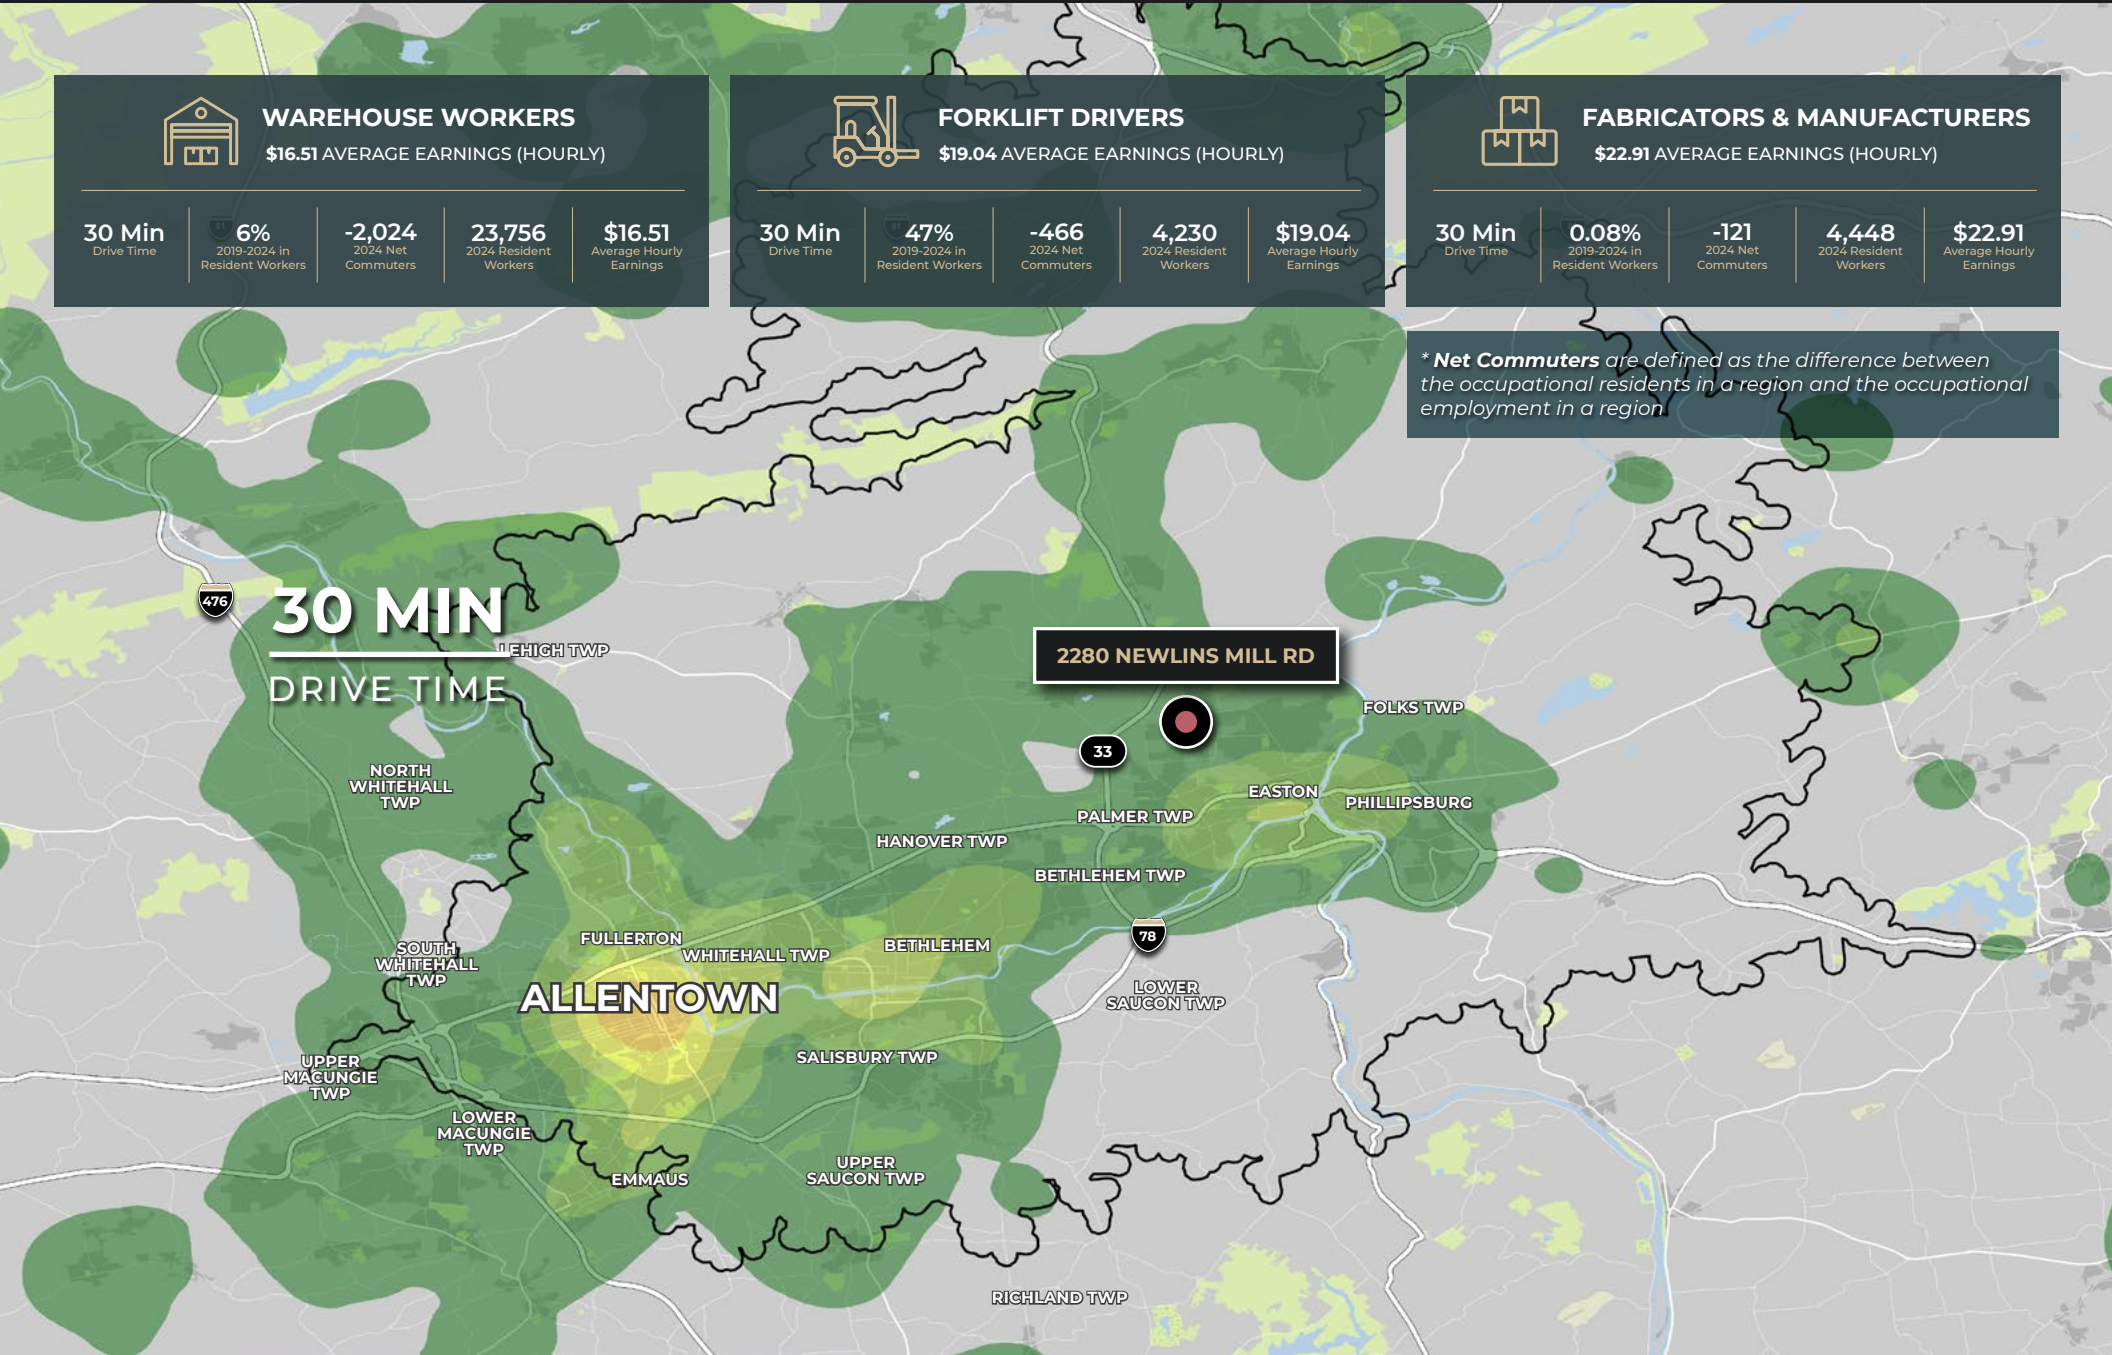 WAREHOUSE WORKERS
$16.51 AVERAGE EARNINGS (HOURLY)
30 Min
Drive Time
6%
2019-2024 in
Resident Workers
-2,024
2024 Net
Commuters
23,756
2024 Resident
Workers
$16.51
Average Hourly
Earnings
FORKLIFT DRIVERS
$19.04 AVERAGE EARNINGS (HOURLY)
30 Min
Drive Time
47%
2019-2024 in
Resident Workers
-466
2024 Net
Commuters
4,230
2024 Resident
Workers
$19.04
Average Hourly
Earnings
FABRICATORS & MANUFACTURERS
$22.91 AVERAGE EARNINGS (HOURLY)
30 Min
Drive Time
0.08%
2019-2024 in
Resident Workers
-121
2024 Net
Commuters
4,448
2024 Resident
Workers
$22.91
Average Hourly
Earnings
* Net Commuters are defined as the difference between
the occupational residents in a region and the occupational
employment in a region
476
30 MIN
DRIVE TIME
LEHIGH TWP
2280 NEWLINS MILL RD
FOLKS TWP
33
NORTH
WHITEHALL
TWP
EASTON
PHILLIPSBURG
PALMER TWP
HANOVER TWP
BETHLEHEM TWP
78
FULLERTON
WHITEHALL TWP
BETHLEHEM
SOUTH
WHITEHALL
TWP
ALLENTOWN
LOWER
SAUCON TWP
SALISBURY TWP
UPPER
MACUNGIE
TWP
LOWER
MACUNGIE
TWP
EMMAUS
UPPER
SAUCON TWP
RICHLAND TWP